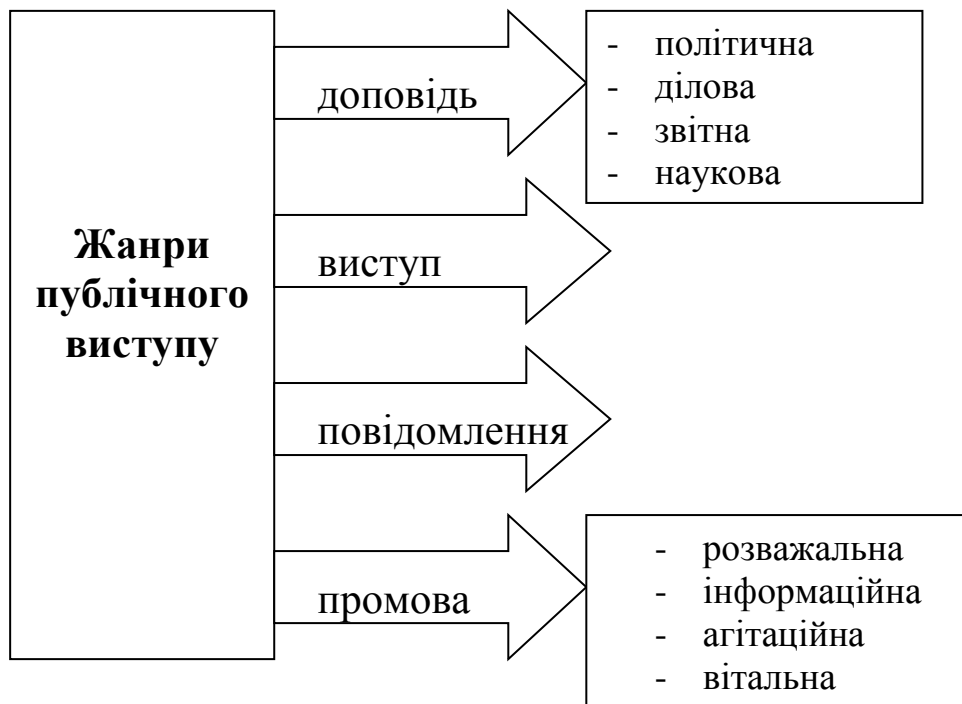 Жанри
публічного
виступу
доповідь
- політична
- ділова
- звітна
- наукова
виступ
повідомлення
промова
- розважальна
- інформаційна
- агітаційна
- вітальна